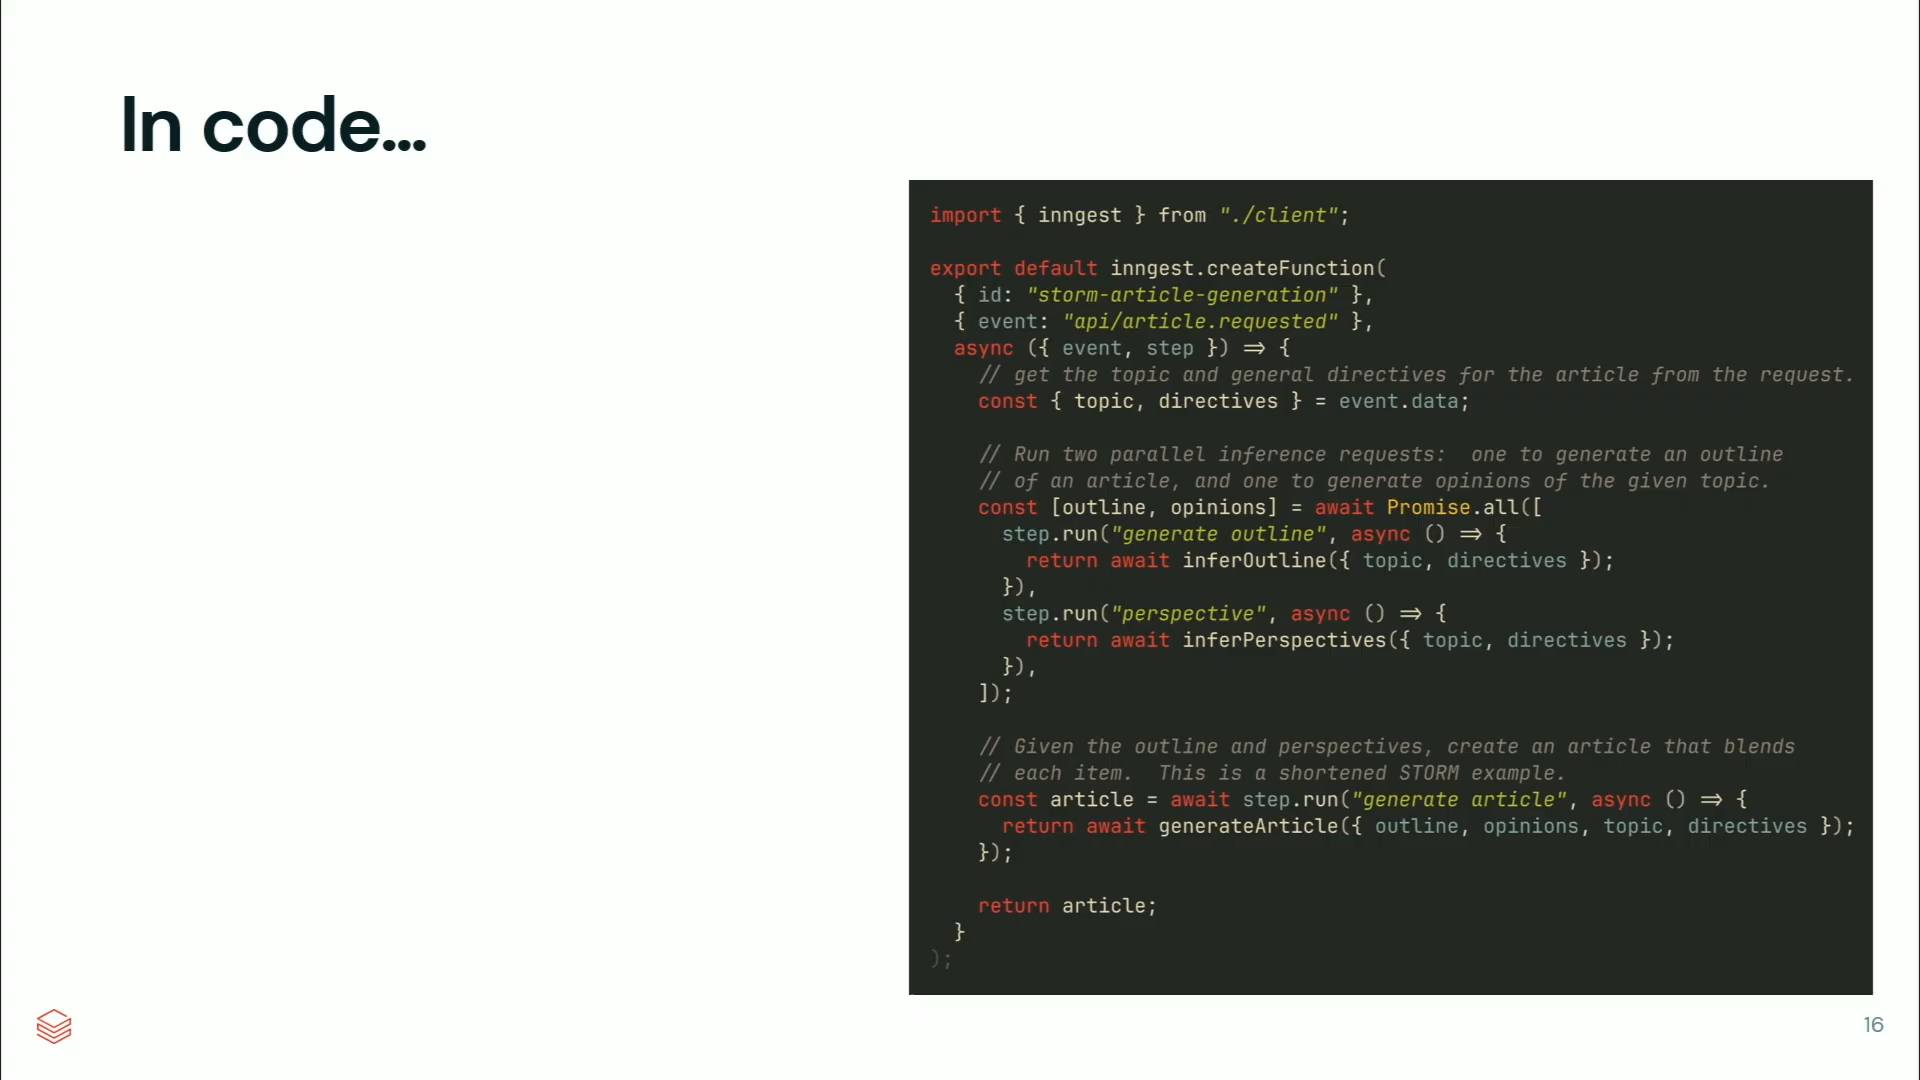 In code...
import { inngest } from "./client";
export default inngest.createFunction(
  { id: "storm-article-generation" },
  { event: "api/article.requested" },
  async ({ event, step }) => {
    // get the topic and general directives for the article from the request.
    const { topic, directives } = event.data;
    // Run two parallel inference requests:  one to generate an outline
    // of an article, and one to generate opinions of the given topic.
    const [outline, opinions] = await Promise.all([
      step.run("generate outline", async () => {
        return await inferOutline({ topic, directives });
      }),
      step.run("perspective", async () => {
        return await inferPerspectives({ topic, directives });
      }),
    ]);
    // Given the outline and perspectives, create an article that blends
    // each item.  This is a shortened STORM example.
    const article = await step.run("generate article", async () => {
      return await generateArticle({ outline, opinions, topic, directives });
    });
    return article;
  }
);
16